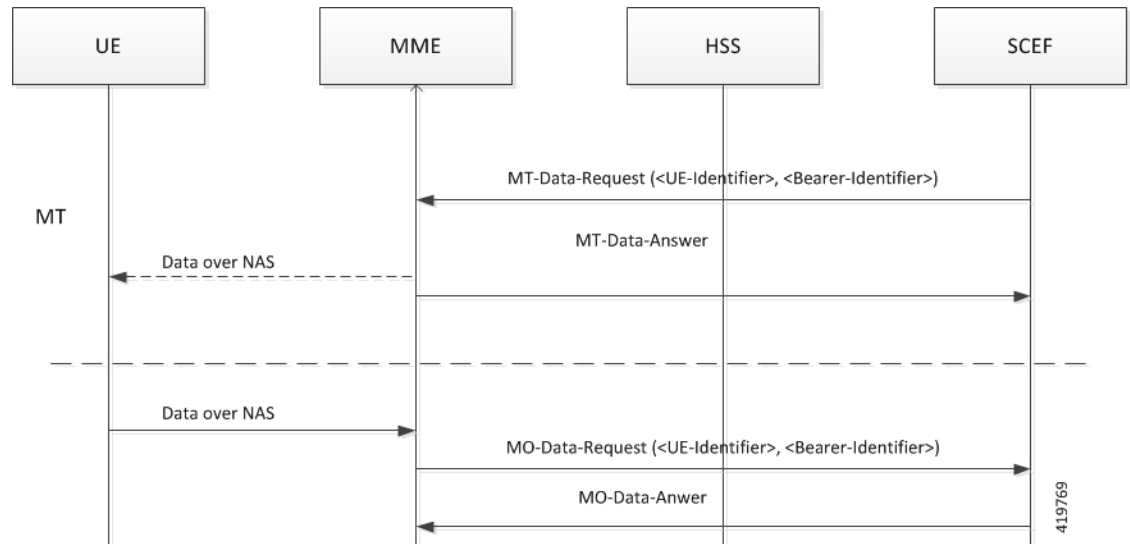 UE
MME
HSS
SCEF
MT-Data-Request (<UE-Identifier>, <Bearer-Identifier>)
MT
MT-Data-Answer
Data over NAS
Data over NAS
MO-Data-Request (<UE-Identifier>, <Bearer-Identifier>)
MO-Data-Anwer
419769